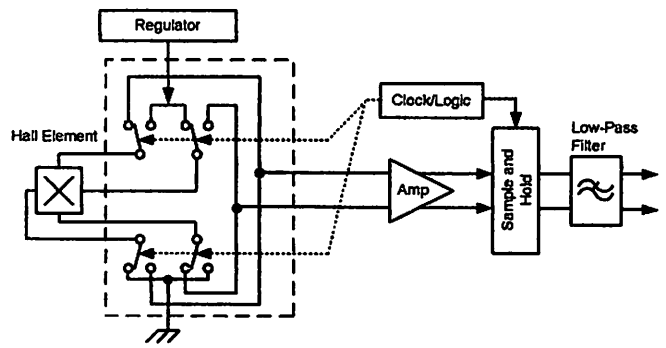 Regulator
Clock/Logic
Hall Element
Low-Pass
Filter
Amp
Sample and
Hold